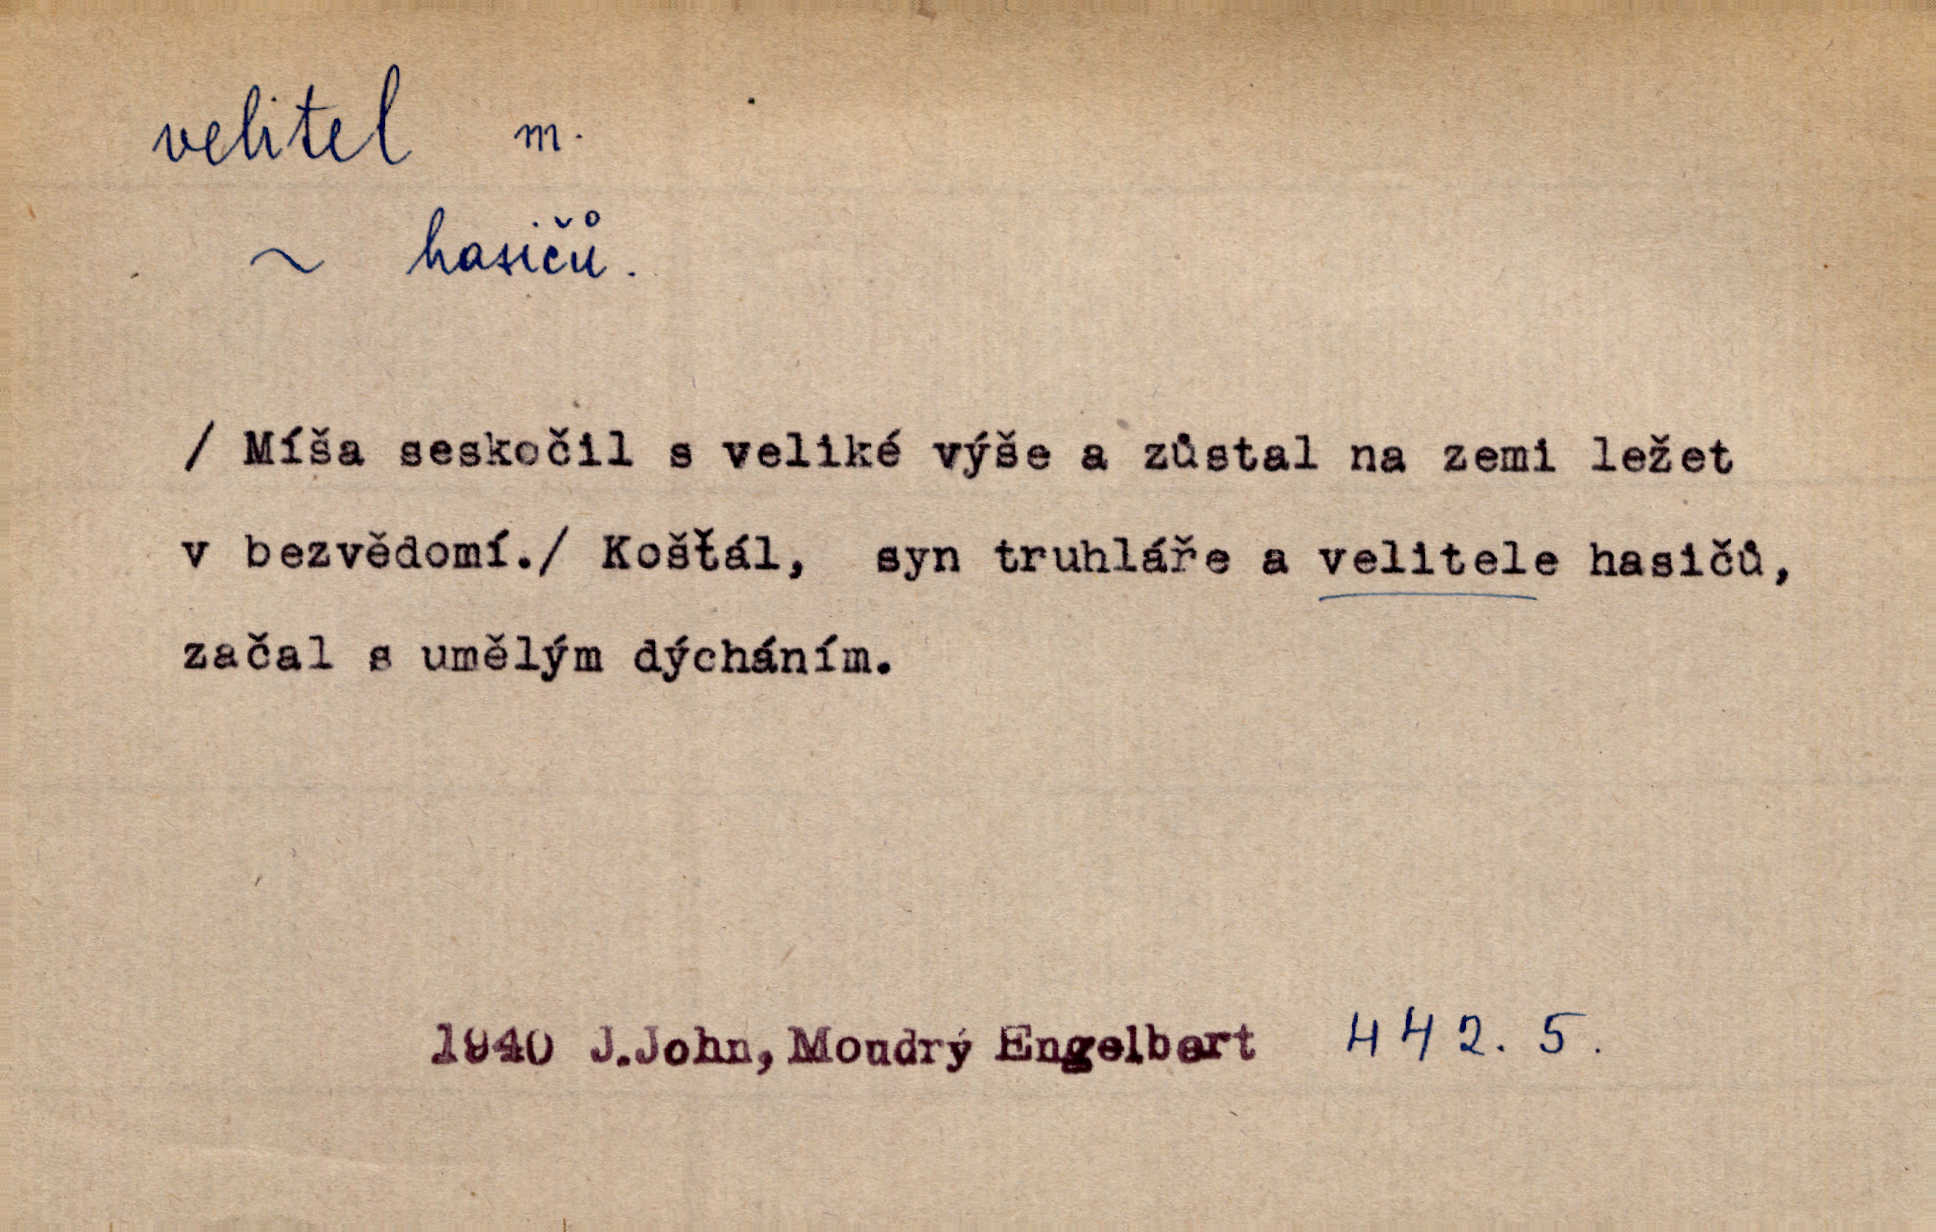 velitel m.
~ hasičů.
/ Míša seskočil s veliké výše a zůstal na zemi ležet
v bezvědomí./ Košťál, syn truhláře a velitele hasičů,
začal s umělým dýcháním.
1940 J.John, Moudrý Engelbert 442. 5.